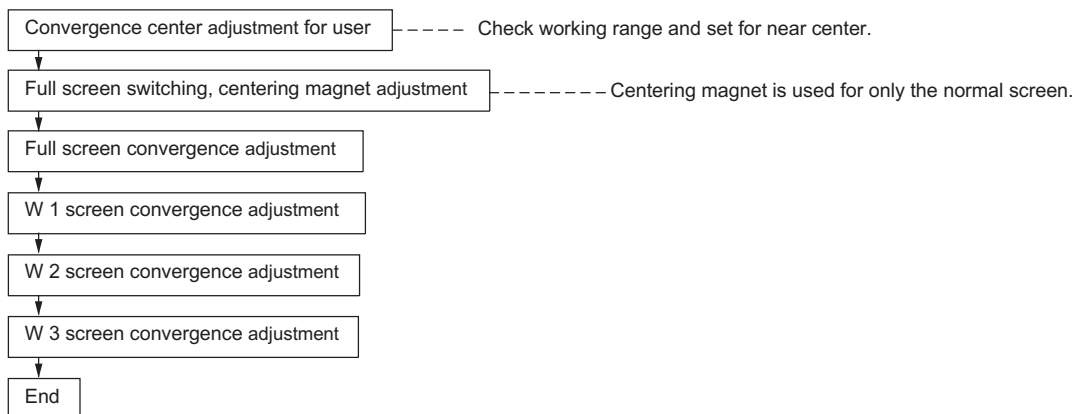 Convergence center adjustment for user
Check working range and set for near center.
Full screen switching, centering magnet adjustment
Centering magnet is used for only the normal screen.
Full screen convergence adjustment
W 1 screen convergence adjustment
W 2 screen convergence adjustment
W 3 screen convergence adjustment
End